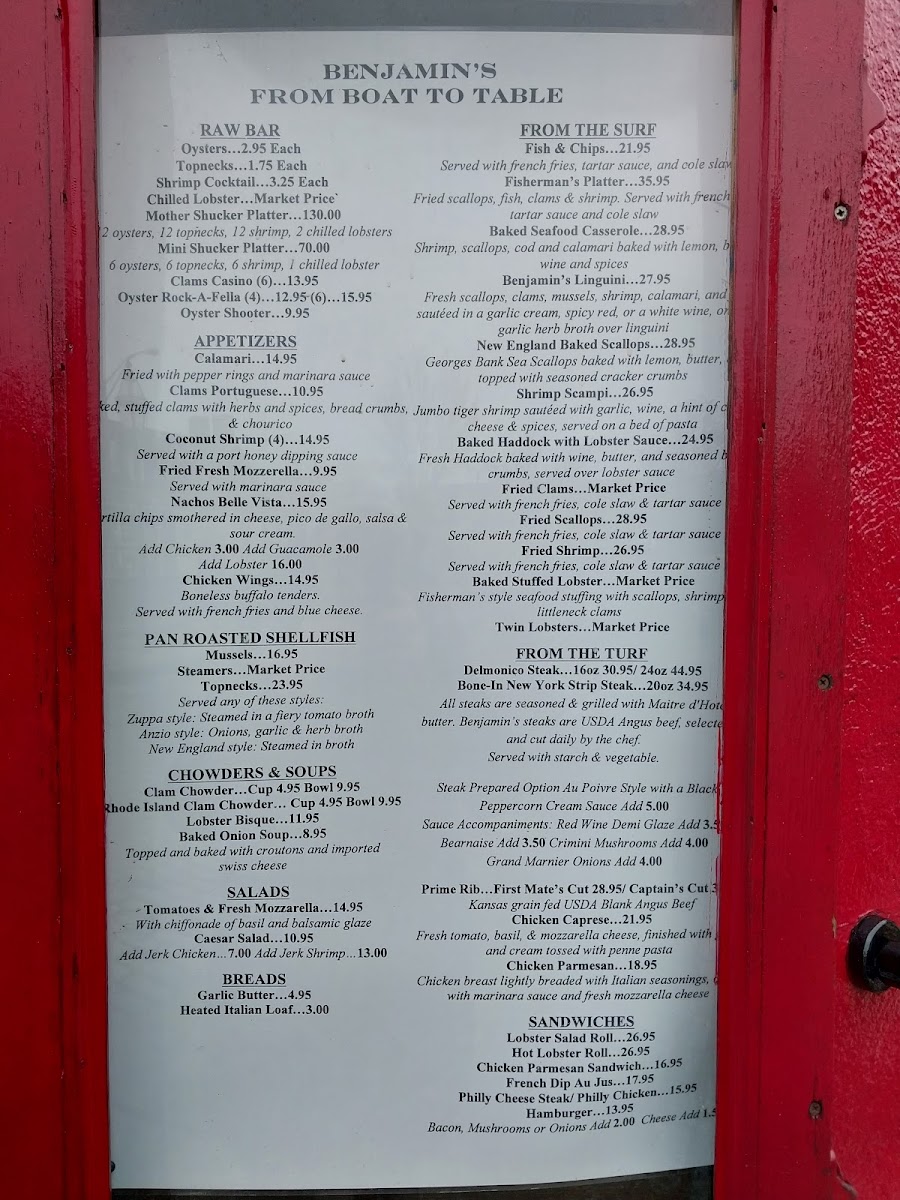 BENJAMIN'S
FROM BOAT TO TABLE
RAW BAR
Oysters...2.95 Each
Topnecks...1.75 Each
Shrimp Cocktail...3.25 Each
Chilled Lobster...Market Price
Mother Shucker Platter...130.00
2 oysters, 12 topnecks, 12 shrimp, 2 chilled lobsters
Mini Shucker Platter...70.00
6 oysters, 6 topnecks, 6 shrimp, 1 chilled lobster
Clams Casino (6)...13.95
Oyster Rock-A-Fella (4)...12.95 (6)...15.95
Oyster Shooter...9.95
APPETIZERS
Calamari...14.95
Fried with pepper rings and marinara sauce
Clams Portuguese...10.95
ked, stuffed clams with herbs and spices, bread crumbs,
& chourico
Coconut Shrimp (4)...14.95
Served with a port honey dipping sauce
Fried Fresh Mozzerella...9.95
Served with marinara sauce
Nachos Belle Vista...15.95
rtilla chips smothered in cheese, pico de gallo, salsa &
sour cream.
Add Chicken 3.00 Add Guacamole 3.00
Add Lobster 16.00
Chicken Wings...14.95
Boneless buffalo tenders.
Served with french fries and blue cheese.
PAN ROASTED SHELLFISH
Mussels...16.95
Steamers...Market Price
Topnecks...23.95
Served any of these styles:
Zuppa style: Steamed in a fiery tomato broth
Anzio style: Onions, garlic & herb broth
New England style: Steamed in broth
CHOWDERS & SOUPS
Clam Chowder...Cup 4.95 Bowl 9.95
Rhode Island Clam Chowder... Cup 4.95 Bowl 9.95
Lobster Bisque...11.95
Baked Onion Soup...8.95
Topped and baked with croutons and imported
swiss cheese
SALADS
Tomatoes & Fresh Mozzarella...14.95
With chiffonade of basil and balsamic glaze
Caesar Salad...10.95
Add Jerk Chicken...7.00 Add Jerk Shrimp...13.00
BREADS
Garlic Butter...4.95
Heated Italian Loaf...3.00
FROM THE SURF
Fish & Chips...21.95
Served with french fries, tartar sauce, and cole slaw
Fisherman's Platter...35.95
Fried scallops, fish, clams & shrimp. Served with french
tartar sauce and cole slaw
Baked Seafood Casserole...28.95
Shrimp, scallops, cod and calamari baked with lemon, b
wine and spices
Benjamin's Linguini...27.95
Fresh scallops, clams, mussels, shrimp, calamari, and
sautéed in a garlic cream, spicy red, or a white wine, or
garlic herb broth over linguini
New England Baked Scallops...28.95
Georges Bank Sea Scallops baked with lemon, butter,
topped with seasoned cracker crumbs
Shrimp Scampi...26.95
Jumbo tiger shrimp sautéed with garlic, wine, a hint of c
cheese & spices, served on a bed of pasta
Baked Haddock with Lobster Sauce...24.95
Fresh Haddock baked with wine, butter, and seasoned b
crumbs, served over lobster sauce
Fried Clams...Market Price
Served with french fries, cole slaw & tartar sauce
Fried Scallops...28.95
Served with french fries, cole slaw & tartar sauce
Fried Shrimp...26.95
Served with french fries, cole slaw & tartar sauce
Baked Stuffed Lobster...Market Price
Fisherman's style seafood stuffing with scallops, shrimp
littleneck clams
Twin Lobsters...Market Price
FROM THE TURF
Delmonico Steak...16oz 30.95/ 24oz 44.95
Bone-In New York Strip Steak...20oz 34.95
All steaks are seasoned & grilled with Maitre d'Hote
butter. Benjamin's steaks are USDA Angus beef, selecte
and cut daily by the chef.
Served with starch & vegetable.
Steak Prepared Option Au Poivre Style with a Black
Peppercorn Cream Sauce Add 5.00
Sauce Accompaniments: Red Wine Demi Glaze Add 3.5
Bearnaise Add 3.50 Crimini Mushrooms Add 4.00
Grand Marnier Onions Add 4.00
Prime Rib...First Mate's Cut 28.95/ Captain's Cut 3
Kansas grain fed USDA Blank Angus Beef
Chicken Caprese...21.95
Fresh tomato, basil, & mozzarella cheese, finished with
and cream tossed with penne pasta
Chicken Parmesan...18.95
Chicken breast lightly breaded with Italian seasonings,
with marinara sauce and fresh mozzarella cheese
SANDWICHES
Lobster Salad Roll...26.95
Hot Lobster Roll...26.95
Chicken Parmesan Sandwich...16.95
French Dip Au Jus...17.95
Philly Cheese Steak/ Philly Chicken...15.95
Hamburger...13.95
Bacon, Mushrooms or Onions Add 2.00 Cheese Add 1.5